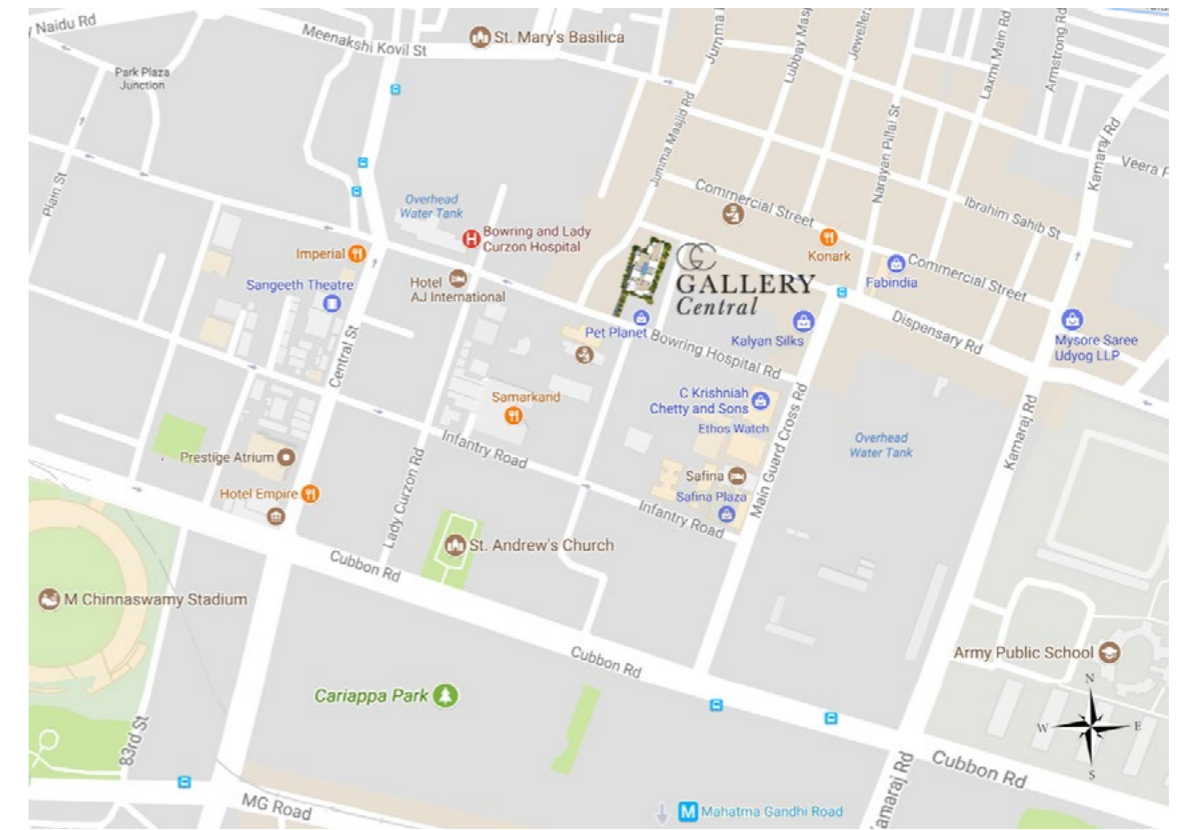 y Naidu Rd
Meenakshi Kovil St
St. Mary's Basilica
Park Plaza
Junction
Jumma
Lubbay Mas
Jeweller
Laxmi Main Rd
Armstrong Rd
Jumma Masjid Rd
Narayan Pillai St
Kamaraj Rd
Veera P
Plain St
Overhead
Water Tank
Commercial Street
Ibrahim Sahib St
Bowring and Lady
Curzon Hospital
Imperial
Konark
Hotel
AJ International
Sangeeth Theatre
GALLERY
Central
Fabindia
Commercial Street
Pet Planet
Bowring Hospital Rd
Kalyan Silks
Dispensary Rd
Mysore Saree
Udyog LLP
Central St
Samarkand
C Krishniah
Chetty and Sons
Ethos Watch
Main Guard Cross Rd
Overhead
Water Tank
Kamaraj Rd
Infantry Road
Prestige Atrium
Lady Curzon Rd
Safina
Safina Plaza
Hotel Empire
Infantry Road
St. Andrew's Church
Cubbon Rd
M Chinnaswamy Stadium
Cubbon Rd
Army Public School
N
W
E
S
Cariappa Park
83rd St
Cubbon Rd
amaraj Rd
MG Road
M
Mahatma Gandhi Road